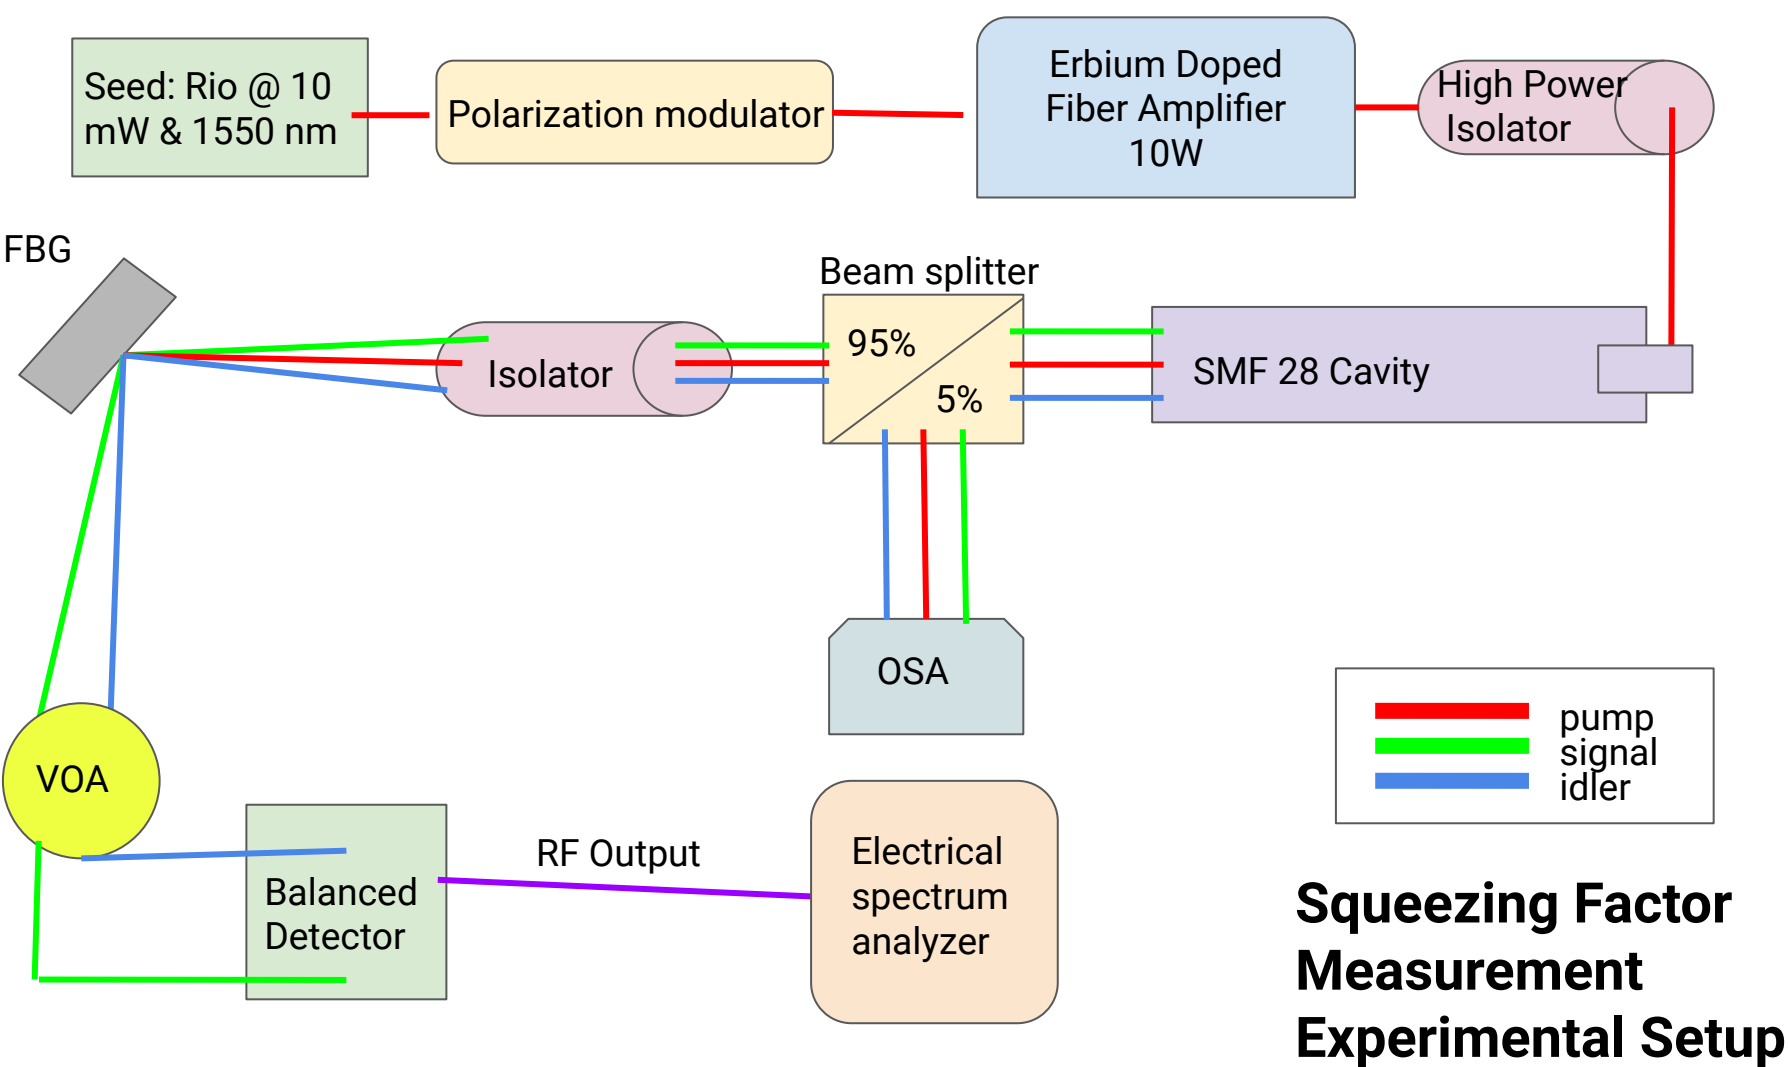 Seed: Rio @ 10
mW & 1550 nm
Polarization modulator
Erbium Doped
Fiber Amplifier
10W
High Power
Isolator
FBG
Beam splitter
95%
5%
Isolator
SMF 28 Cavity
OSA
pump
signal
idler
VOA
Balanced
Detector
RF Output
Electrical
spectrum
analyzer
Squeezing Factor
Measurement
Experimental Setup